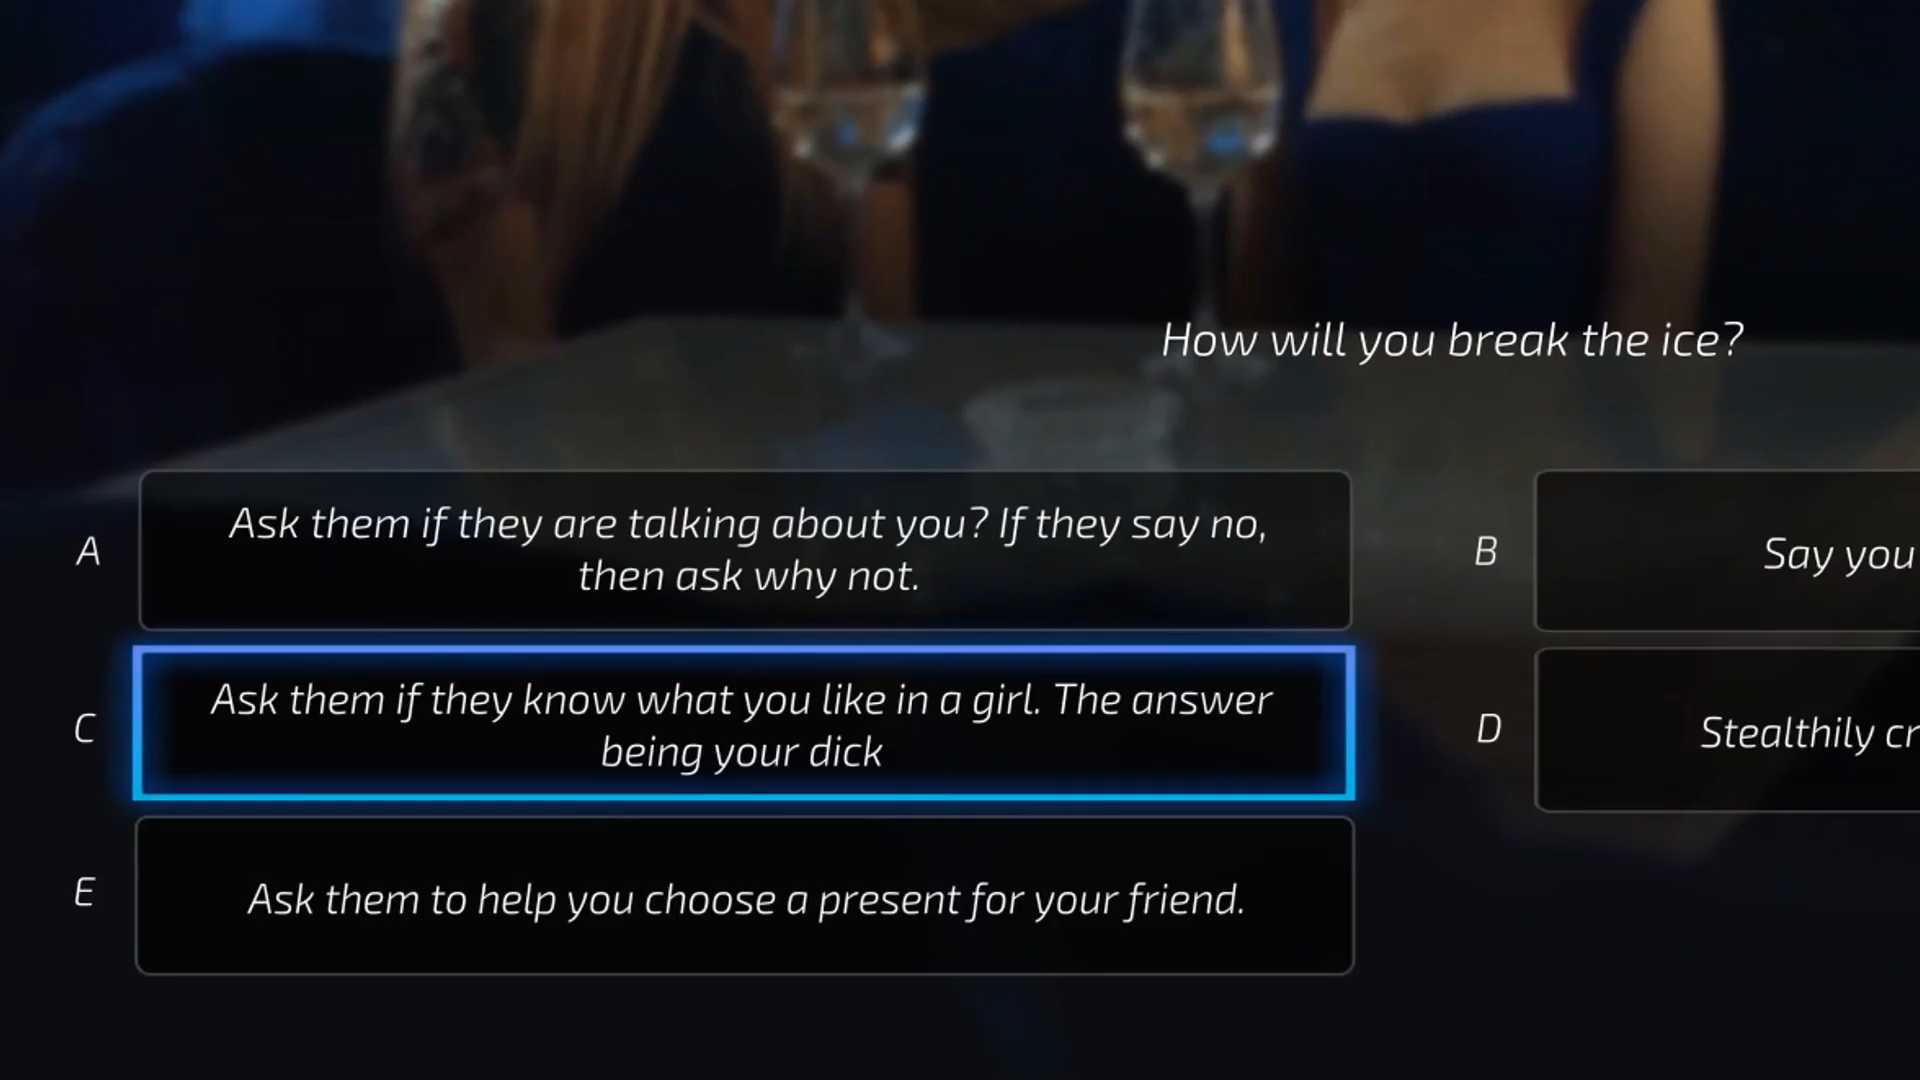 How will you break the ice?
A
Ask them if they are talking about you? If they say no,
then ask why not.
B
Say you
C
Ask them if they know what you like in a girl. The answer
being your dick
D
Stealthily
E
Ask them to help you choose a present for your friend.